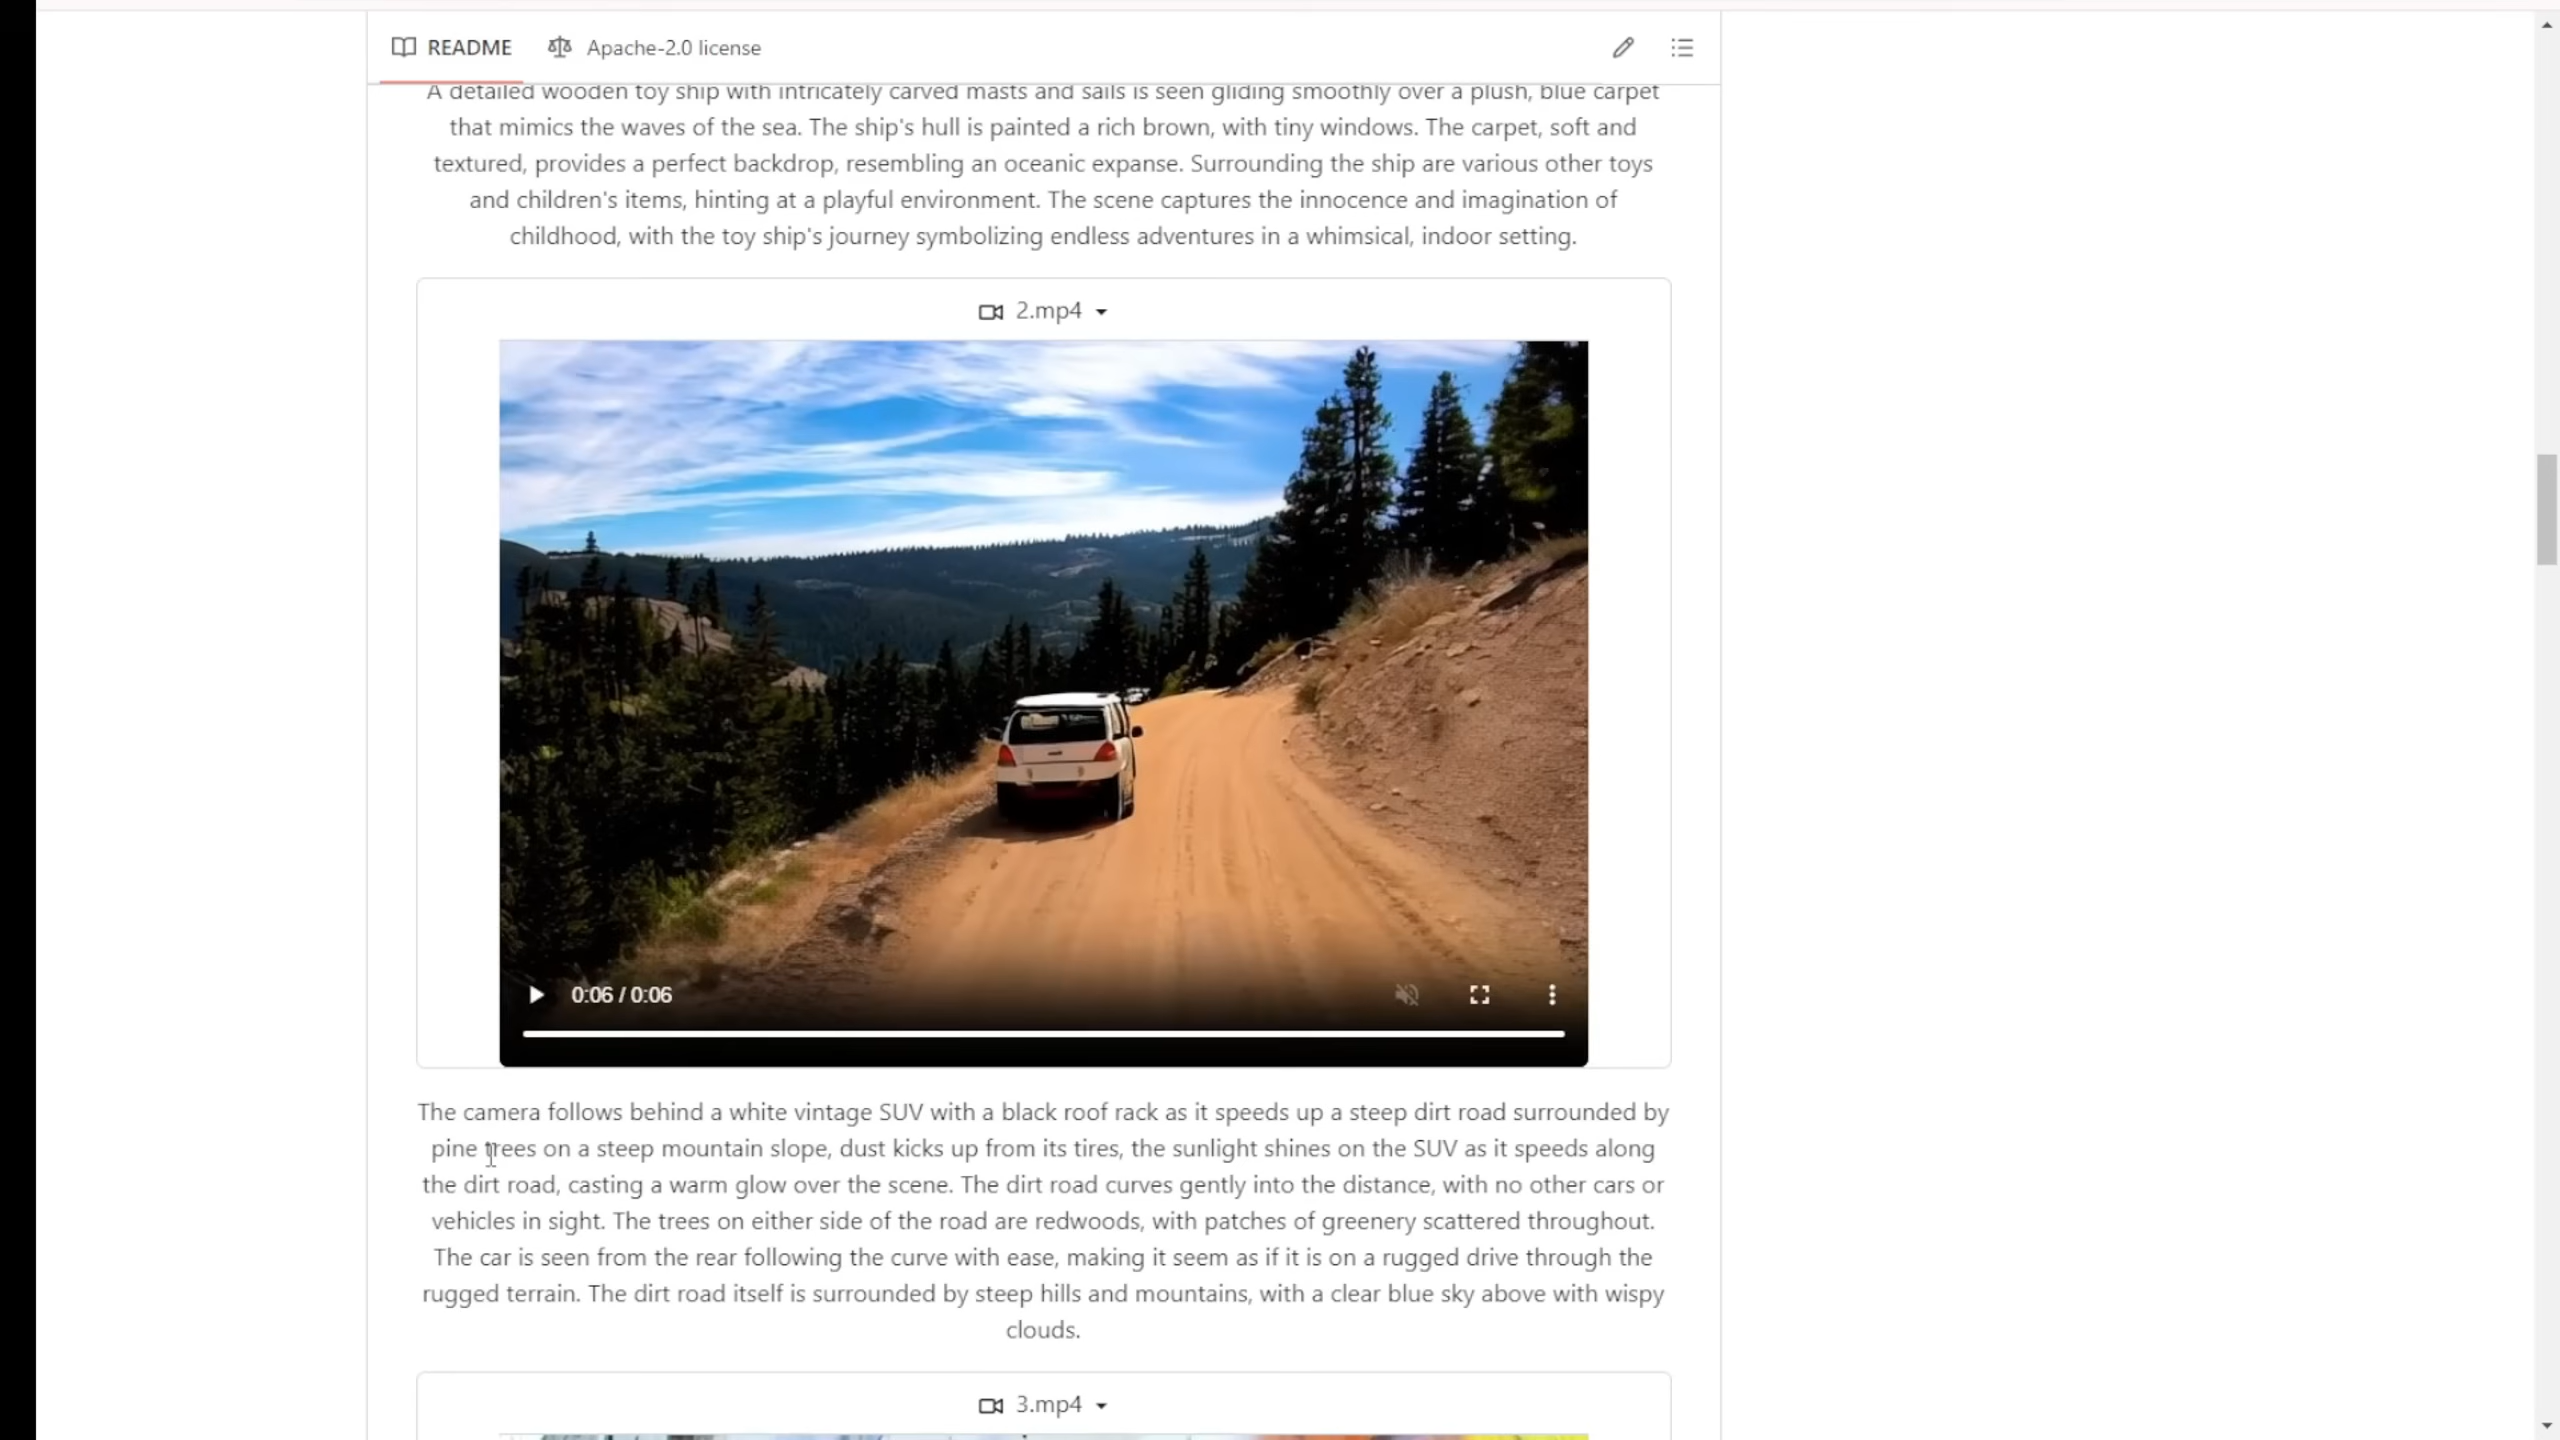 README
Apache-2.0 license
A detailed wooden toy ship with intricately carved masts and sails is seen gliding smoothly over a plush, blue carpet
that mimics the waves of the sea. The ship's hull is painted a rich brown, with tiny windows. The carpet, soft and
textured, provides a perfect backdrop, resembling an oceanic expanse. Surrounding the ship are various other toys
and children's items, hinting at a playful environment. The scene captures the innocence and imagination of
childhood, with the toy ship's journey symbolizing endless adventures in a whimsical, indoor setting.
2.mp4
0:06 / 0:06
The camera follows behind a white vintage SUV with a black roof rack as it speeds up a steep dirt road surrounded by
pine trees on a steep mountain slope, dust kicks up from its tires, the sunlight shines on the SUV as it speeds along
the dirt road, casting a warm glow over the scene. The dirt road curves gently into the distance, with no other cars or
vehicles in sight. The trees on either side of the road are redwoods, with patches of greenery scattered throughout.
The car is seen from the rear following the curve with ease, making it seem as if it is on a rugged drive through the
rugged terrain. The dirt road itself is surrounded by steep hills and mountains, with a clear blue sky above with wispy
clouds.
3.mp4